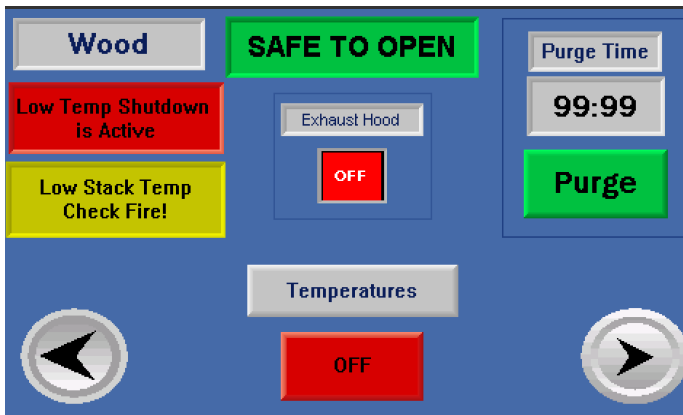 Wood
SAFE TO OPEN
Purge Time
Low Temp Shutdown
is Active
Exhaust Hood
99:99
OFF
Low Stack Temp
Check Fire!
Purge
Temperatures
OFF